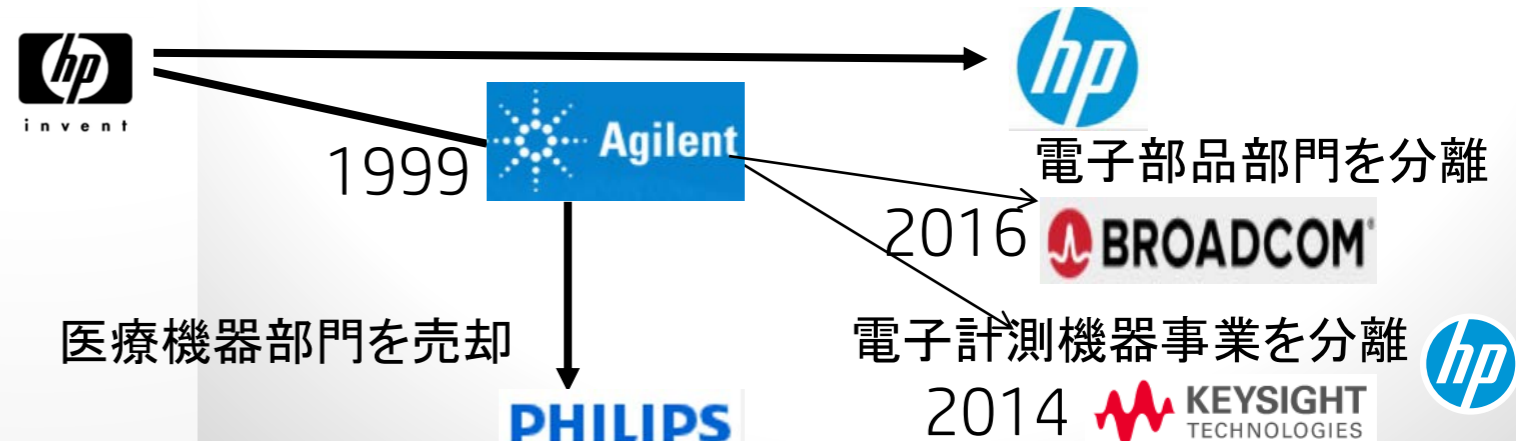 hp
invent
hp
Agilent
1999
電子部品部門を分離
2016
BROADCOM
医療機器部門を売却
電子計測機器事業を分離
hp
PHILIPS
2014
KEYSIGHT
TECHNOLOGIES